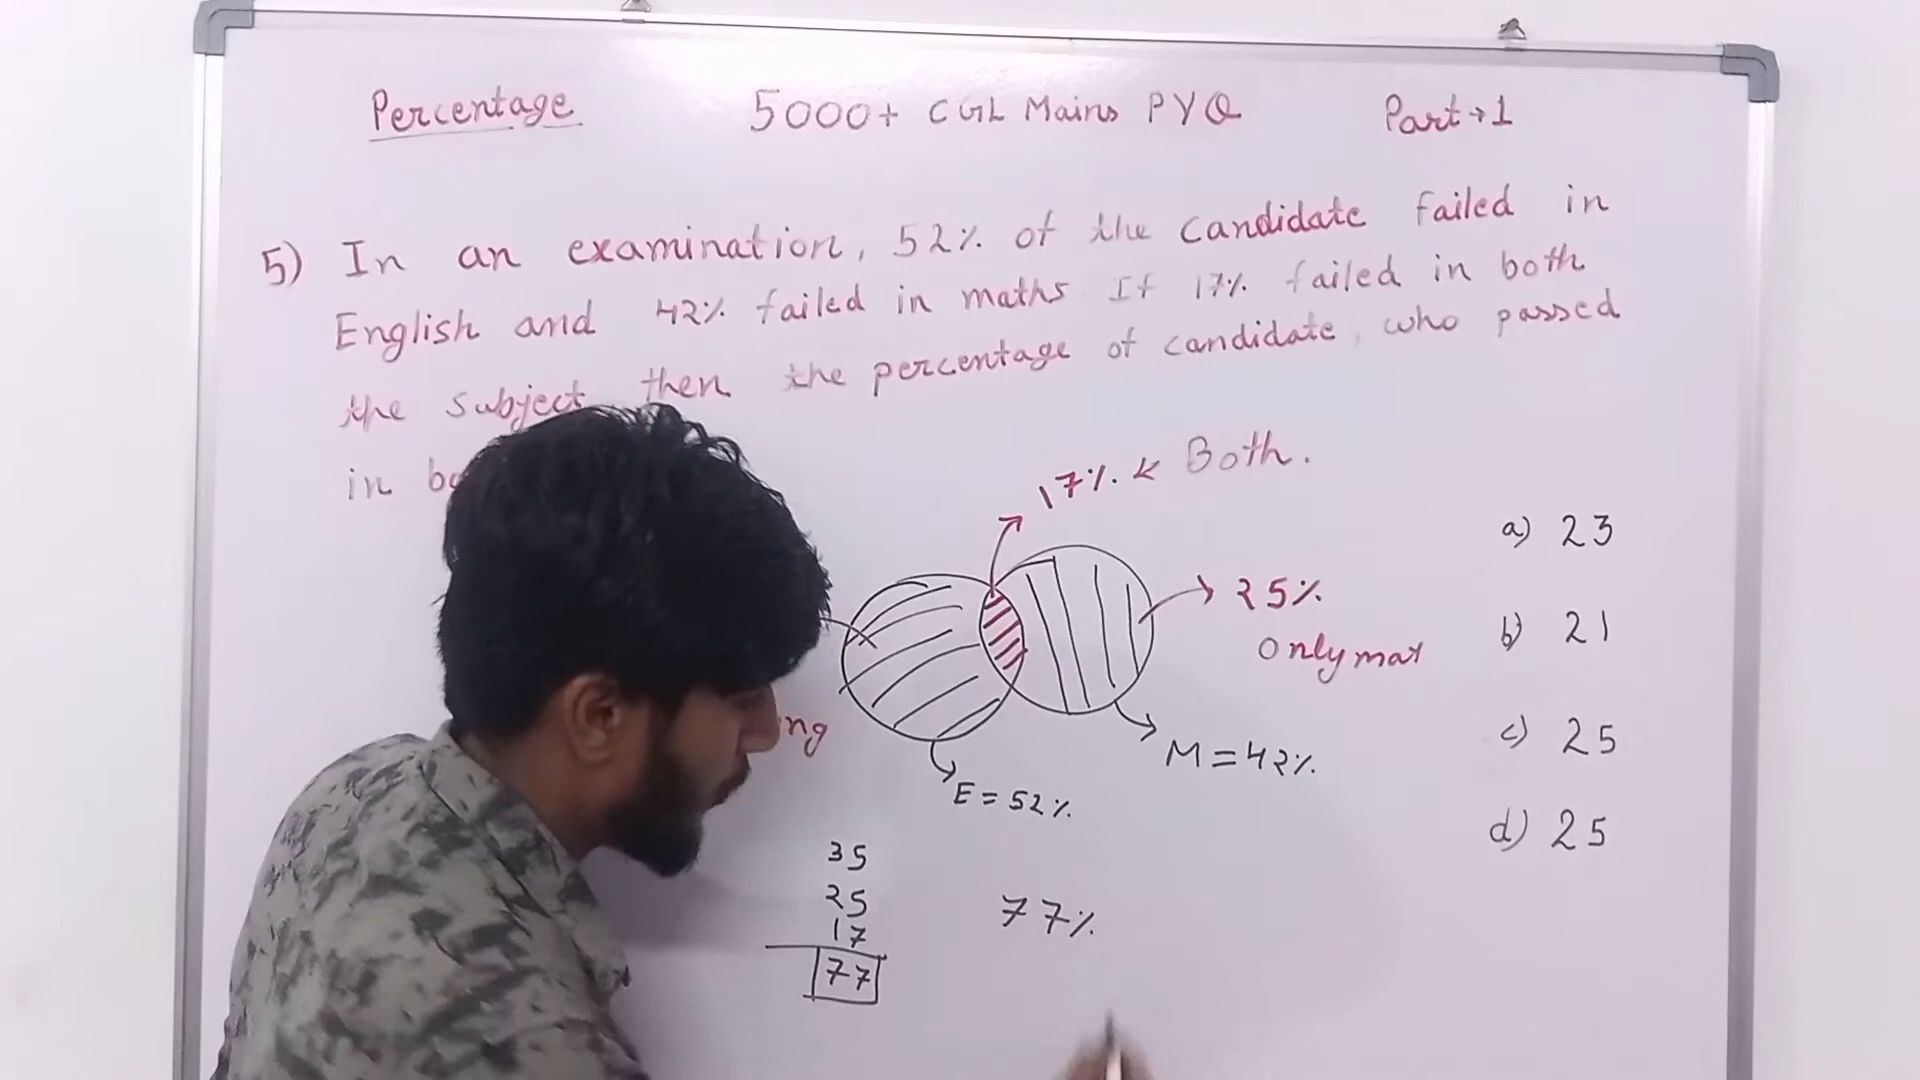 Percentage 5000+ CGL Mains PYQ Part→1
5) In an examination, 52% of the candidate failed in
English and 42% failed in maths If 17% failed in both
the subject then the percentage of candidate, who passed
in
17% < Both.
25%
Only mat
M = 42%
E = 52%
35
25
17
77
77%
a) 23
b) 21
c) 25
d) 25